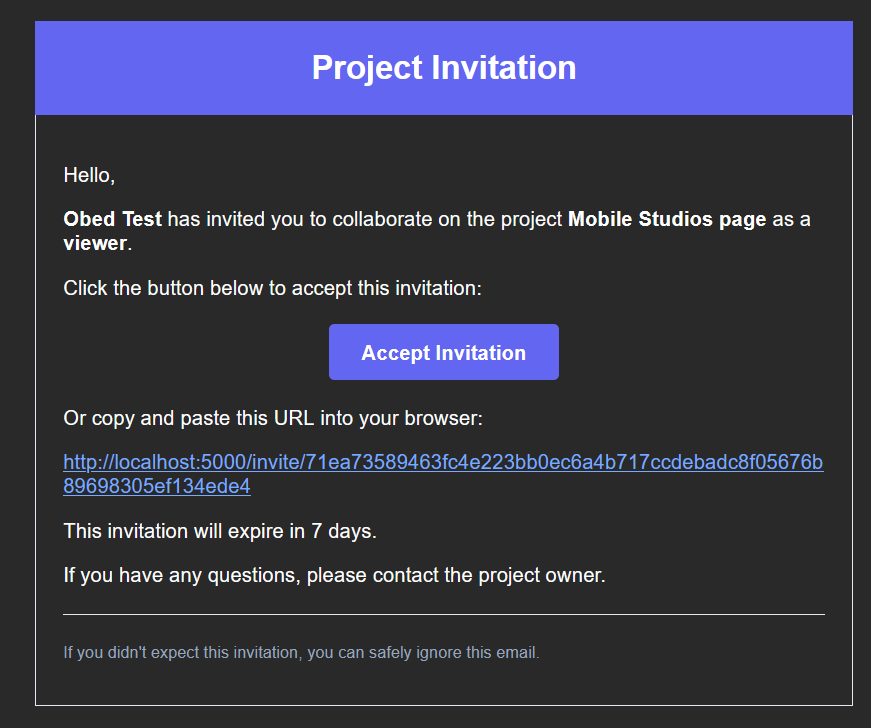 Project Invitation
Hello,
Obed Test has invited you to collaborate on the project Mobile Studios page as a
viewer.
Click the button below to accept this invitation:
Accept Invitation
Or copy and paste this URL into your browser:
http://localhost:5000/invite/71ea73589463fc4e223bb0ec6a4b717ccdebadc8f05676b
89698305ef134ede4
This invitation will expire in 7 days.
If you have any questions, please contact the project owner.
If you didn't expect this invitation, you can safely ignore this email.